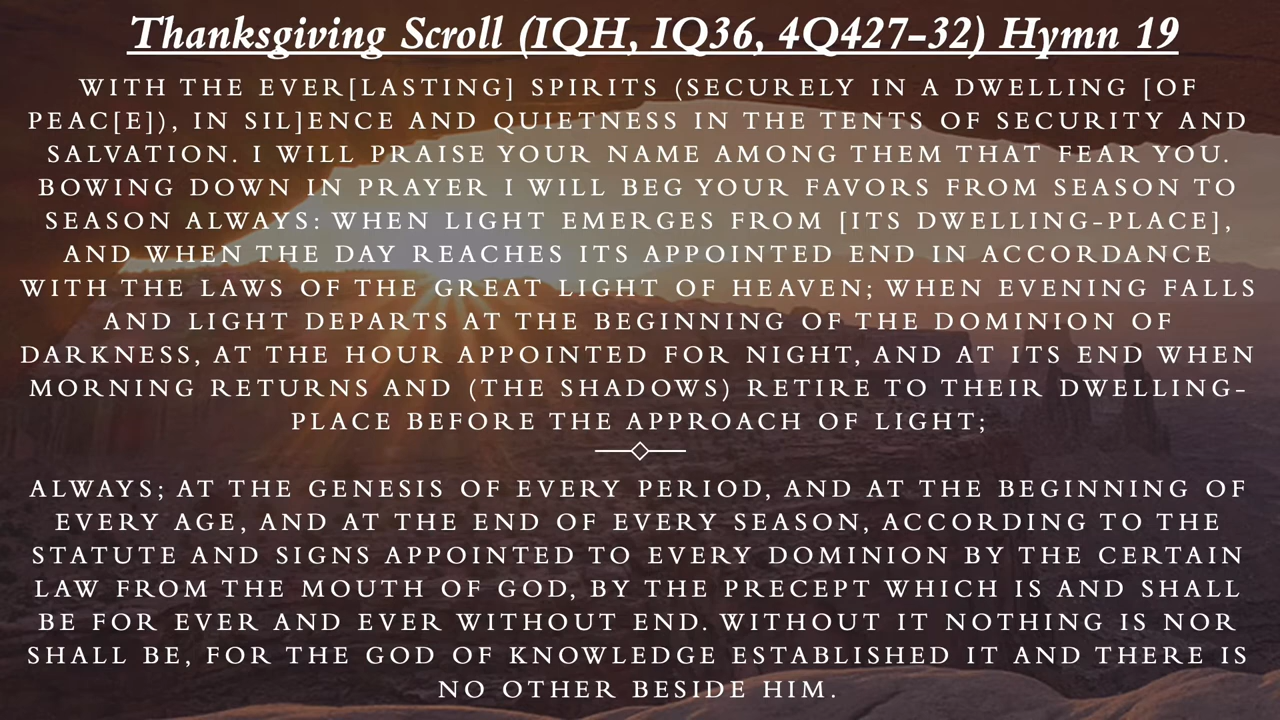 Thanksgiving Scroll (IQH, IQ36, 4Q427-32) Hymn 19
WITH THE EVER[LASTING] SPIRITS (SECURELY IN A DWELLING [OF
PEAC[E]), IN SIL]ENCE AND QUIETNESS IN THE TENTS OF SECURITY AND
SALVATION. I WILL PRAISE YOUR NAME AMONG THEM THAT FEAR YOU.
BOWING DOWN IN PRAYER I WILL BEG YOUR FAVORS FROM SEASON TO
SEASON ALWAYS: WHEN LIGHT EMERGES FROM [ITS DWELLING-PLACE],
AND WHEN THE DAY REACHES ITS APPOINTED END IN ACCORDANCE
WITH THE LAWS OF THE GREAT LIGHT OF HEAVEN; WHEN EVENING FALLS
AND LIGHT DEPARTS AT THE BEGINNING OF THE DOMINION OF
DARKNESS, AT THE HOUR APPOINTED FOR NIGHT, AND AT ITS END WHEN
MORNING RETURNS AND (THE SHADOWS) RETIRE TO THEIR DWELLING-
PLACE BEFORE THE APPROACH OF LIGHT;
ALWAYS; AT THE GENESIS OF EVERY PERIOD, AND AT THE BEGINNING OF
EVERY AGE, AND AT THE END OF EVERY SEASON, ACCORDING TO THE
STATUTE AND SIGNS APPOINTED TO EVERY DOMINION BY THE CERTAIN
LAW FROM THE MOUTH OF GOD, BY THE PRECEPT WHICH IS AND SHALL
BE FOR EVER AND EVER WITHOUT END. WITHOUT IT NOTHING IS NOR
SHALL BE, FOR THE GOD OF KNOWLEDGE ESTABLISHED IT AND THERE IS
NO OTHER BESIDE HIM.